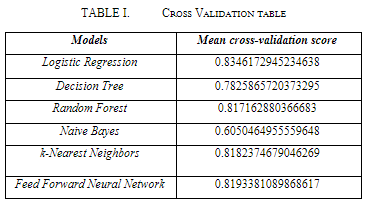 TABLE I. CROSS VALIDATION TABLE
Models Mean cross-validation score
Logistic Regression 0.8346172945234638
Decision Tree 0.7825865720373295
Random Forest 0.817162880366683
Naive Bayes 0.6050464955559648
k-Nearest Neighbors 0.8182374679046269
Feed Forward Neural Network 0.8193381089868617